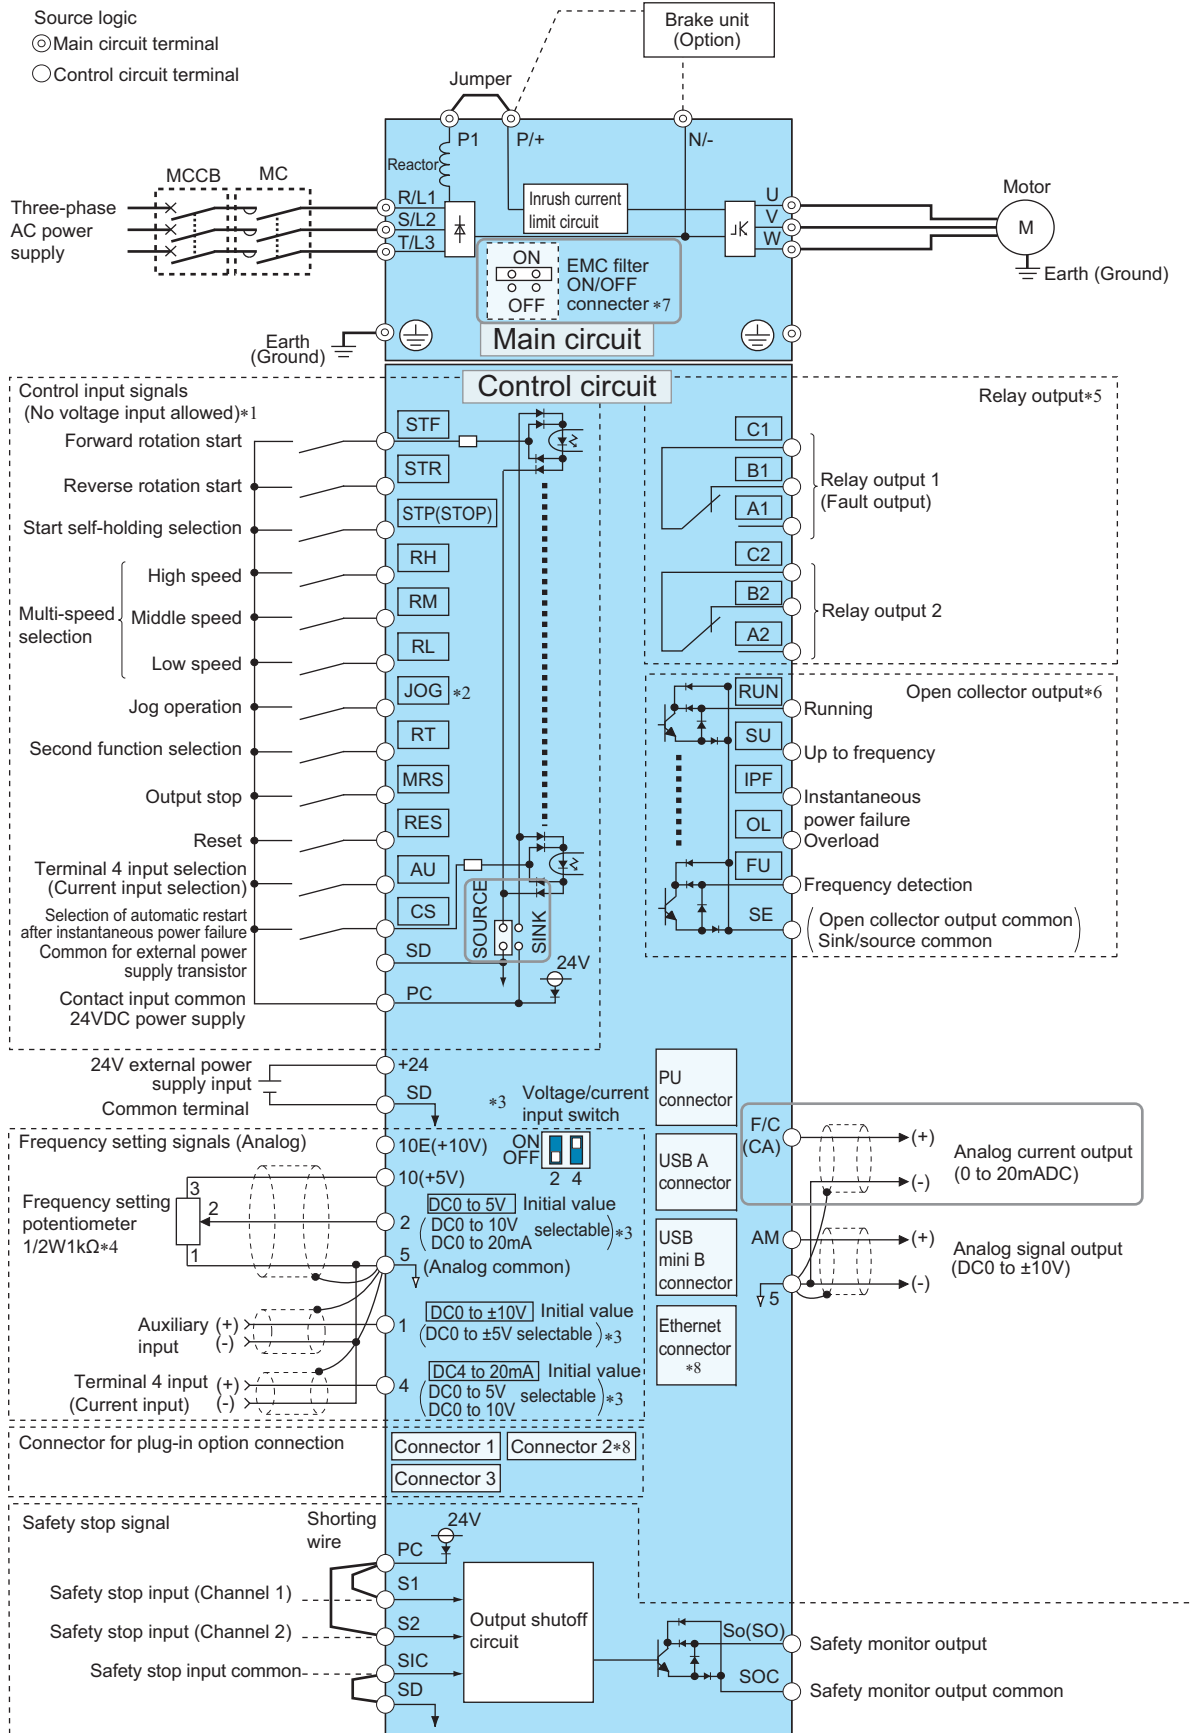 Source logic
Main circuit terminal
Control circuit terminal
Brake unit
(Option)
Jumper
P1
P/+
N/-
Reactor
MCCB
MC
R/L1
S/L2
T/L3
Three-phase
AC power
supply
Inrush current
limit circuit
U
V
W
Motor
M
Earth (Ground)
ON
OFF
EMC filter
ON/OFF
connecter *7
Earth
(Ground)
Main circuit
Control circuit
Control input signals
(No voltage input allowed)*1
Forward rotation start
STF
Reverse rotation start
STR
Start self-holding selection
STP(STOP)
Multi-speed
selection
High speed
RH
Middle speed
RM
Low speed
RL
Jog operation
JOG *2
Second function selection
RT
Output stop
MRS
Reset
RES
Terminal 4 input selection
(Current input selection)
AU
Selection of automatic restart
after instantaneous power failure
CS
Common for external power
supply transistor
SD
Contact input common
24VDC power supply
PC
SOURCE
SINK
24V
Relay output*5
C1
B1
A1
Relay output 1
(Fault output)
C2
B2
A2
Relay output 2
Open collector output*6
RUN
Running
SU
Up to frequency
IPF
Instantaneous
power failure
OL
Overload
FU
Frequency detection
SE
Open collector output common
Sink/source common
24V external power
supply input
+24
Common terminal
SD
*3 Voltage/current
input switch
ON
OFF
2 4
Frequency setting signals (Analog)
10E(+10V)
10(+5V)
Frequency setting
potentiometer
1/2W1kΩ*4
3
2
1
2
DC0 to 5V Initial value
(DC0 to 10V
DC0 to 20mA selectable)*3
5
(Analog common)
Auxiliary (+)
input (-)
1
DC0 to ±10V Initial value
(DC0 to ±5V selectable)*3
Terminal 4 input (+)
(Current input) (-)
4
DC4 to 20mA Initial value
(DC0 to 5V
DC0 to 10V selectable)*3
PU
connector
USB A
connector
USB
mini B
connector
Ethernet
connector
*8
F/C
(CA)
(+)
(-)
Analog current output
(0 to 20mADC)
AM
5
(+)
(-)
Analog signal output
(DC0 to ±10V)
Connector for plug-in option connection
Connector 1
Connector 2*8
Connector 3
Safety stop signal
Shorting
wire
24V
PC
Safety stop input (Channel 1)
S1
Safety stop input (Channel 2)
S2
Safety stop input common
SIC
SD
Output shutoff
circuit
So(SO)
Safety monitor output
SOC
Safety monitor output common